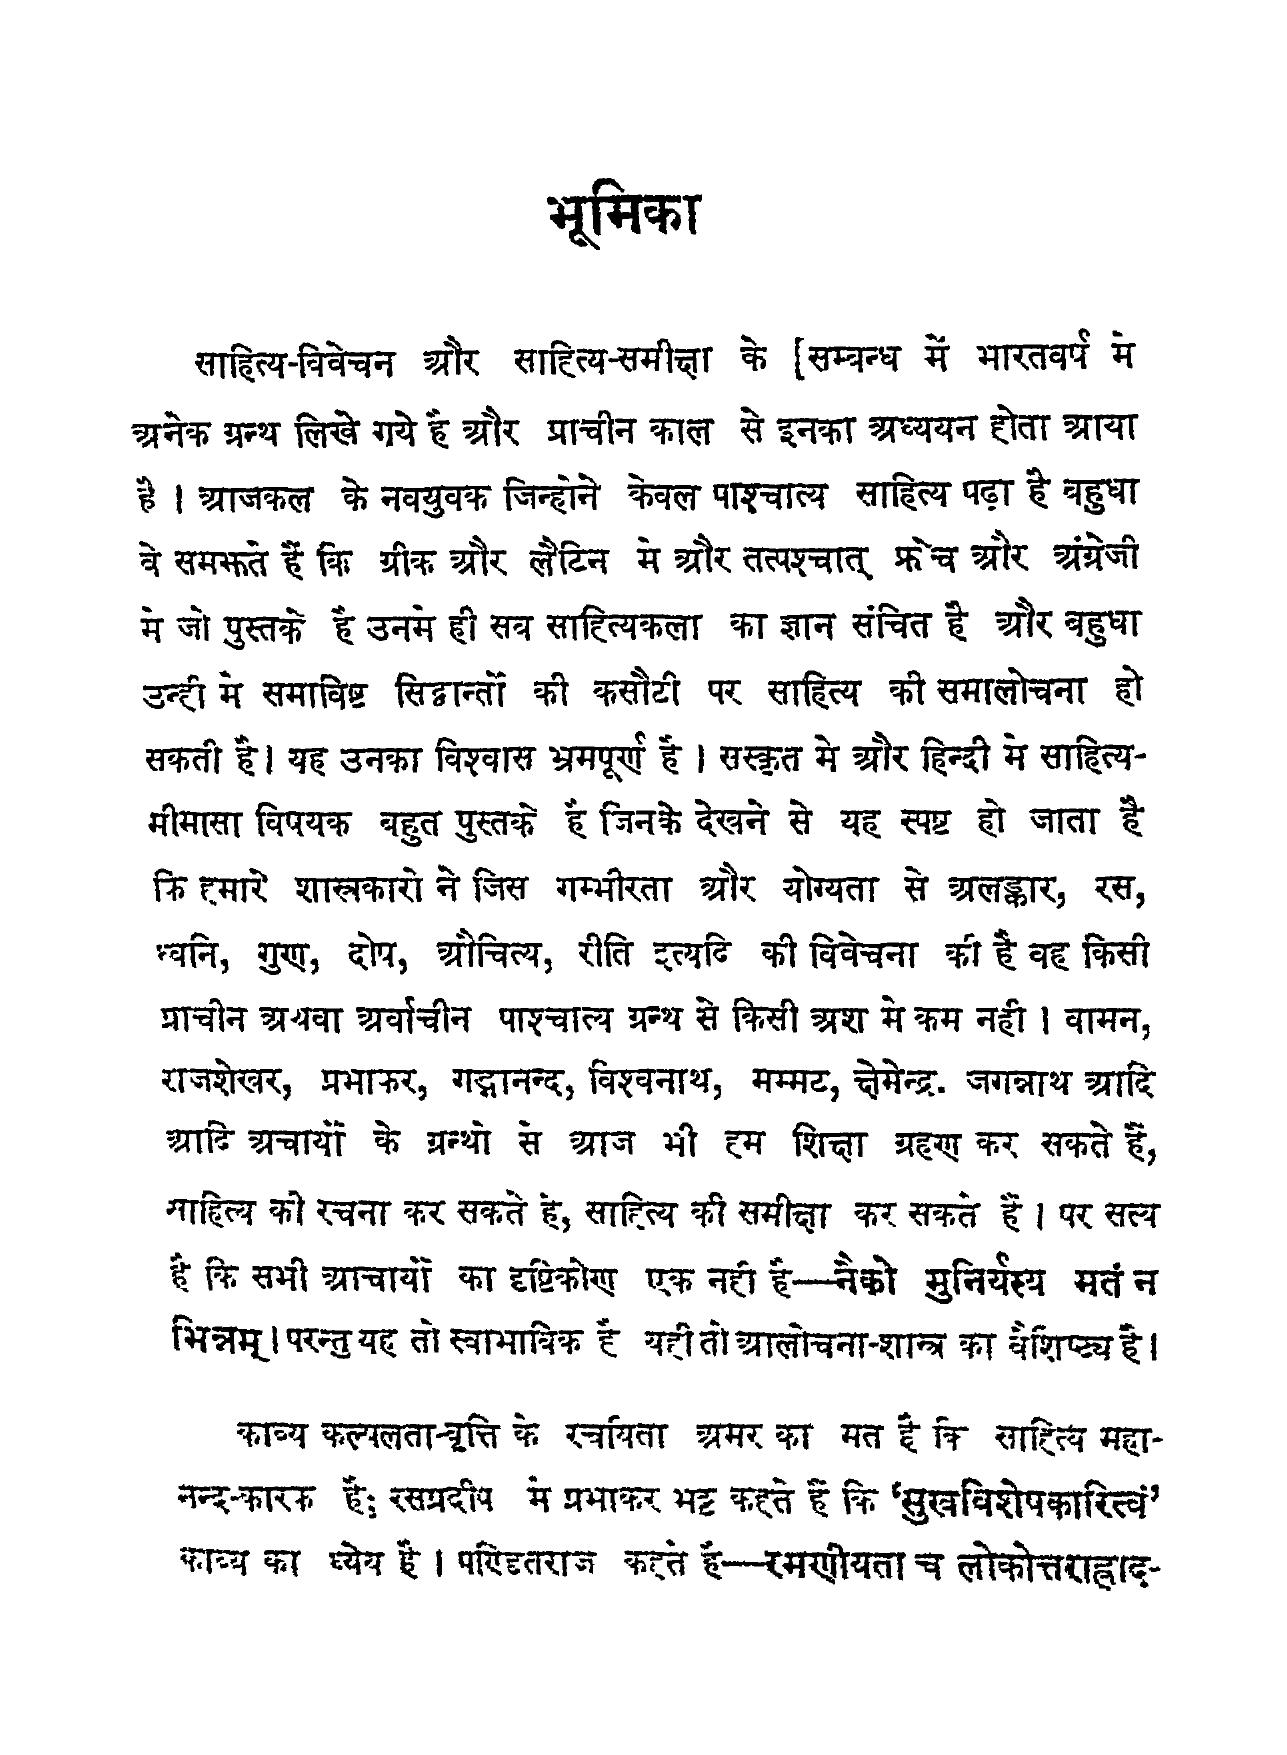 भूमिका
साहित्य-विवेचन और साहित्य-समीक्षा के [सम्बन्ध में भारतवर्ष मे
अनेक ग्रन्थ लिखे गये हैं और प्राचीन काल से इनका अध्ययन होता आया
है । आजकल के नवयुवक जिन्होने केवल पाश्चात्य साहित्य पढ़ा है बहुधा
वे समझते हैं कि ग्रीक और लैटिन मे और तत्पश्चात् फ्रेंच और अंग्रेजी
मे जो पुस्तके हैं उनमे ही सब साहित्यकला का ज्ञान संचित है और बहुधा
उन्ही मे समाविष्ट सिद्धान्तों की कसौटी पर साहित्य की समालोचना हो
सकती है। यह उनका विश्वास भ्रमपूर्ण है । सस्कृत मे और हिन्दी मे साहित्य-
मीमासा विषयक बहुत पुस्तके हैं जिनके देखने से यह स्पष्ट हो जाता है
कि हमारे शास्त्रकारो ने जिस गम्भीरता और योग्यता से अलङ्कार, रस,
ध्वनि, गुण, दोष, औचित्य, रीति इत्यदि की विवेचना की है वह किसी
प्राचीन अथवा अर्वाचीन पाश्चात्य ग्रन्थ से किसी अश मे कम नही । वामन,
राजशेखर, प्रभाकर, गङ्गानन्द, विश्वनाथ, मम्मट, क्षेमेन्द्र. जगन्नाथ आदि
आदि अचार्यों के ग्रन्थो से आज भी हम शिक्षा ग्रहण कर सकते हैं,
साहित्य की रचना कर सकते हैं, साहित्य की समीक्षा कर सकते हैं । पर सत्य
है कि सभी आचार्यों का दृष्टिकोण एक नही है—नैको मुनिर्यस्य मतं न
भिन्नम् । परन्तु यह तो स्वाभाविक है यही तो आलोचना-शास्त्र का वैशिष्ट्य है।
काव्य कल्पलता-वृत्ति के रचयिता अमर का मत है कि साहित्य महा-
नन्द-कारक है; रसप्रदीप मे प्रभाकर भट्ट कहते हैं कि ‘सुखविशेषकारित्वं’
काव्य का ध्येय है । पण्डितराज कहते हैं—रमणीयता च लोकोत्तराह्लाद-